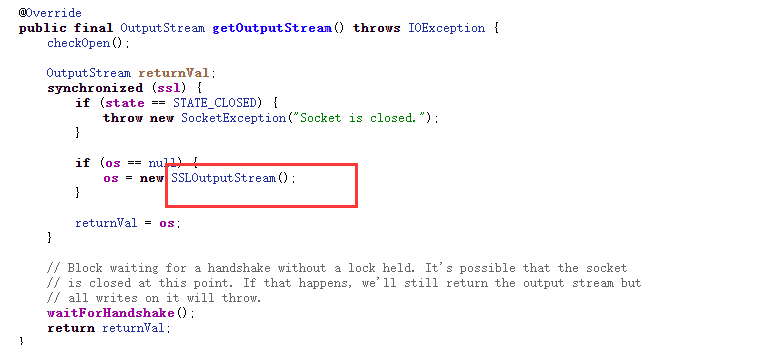 @Override
public final OutputStream getOutputStream() throws IOException {
checkOpen();
OutputStream returnVal;
synchronized (ssl) {
if (state == STATE_CLOSED) {
throw new SocketException("Socket is closed.");
}
if (os == null) {
os = new SSLOutputStream();
}
returnVal = os;
}
// Block waiting for a handshake without a lock held. It's possible that the socket
// is closed at this point. If that happens, we'll still return the output stream but
// all writes on it will throw.
waitForHandshake();
return returnVal;
}